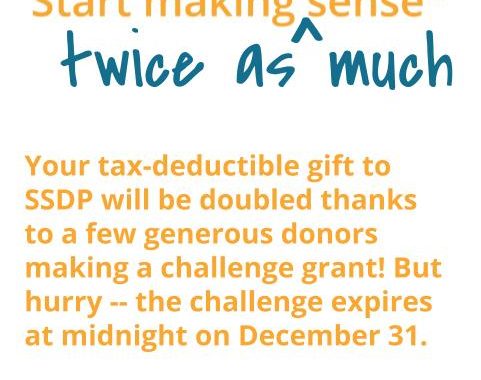 Start making sense
twice as ^ much
Your tax-deductible gift to
SSDP will be doubled thanks
to a few generous donors
making a challenge grant! But
hurry -- the challenge expires
at midnight on December 31.